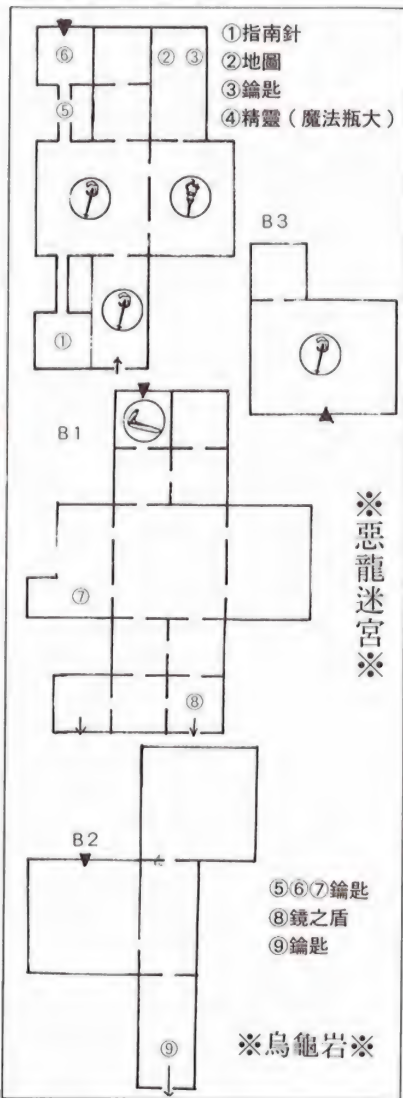 ①指南針
②地圖
③鑰匙
④精靈（魔法瓶大）
⑥
②
③
⑤
①
B3
B1
⑦
⑧
※惡龍迷宮※
B2
⑨
⑤⑥⑦鑰匙
⑧鏡之盾
⑨鑰匙
※烏龜岩※